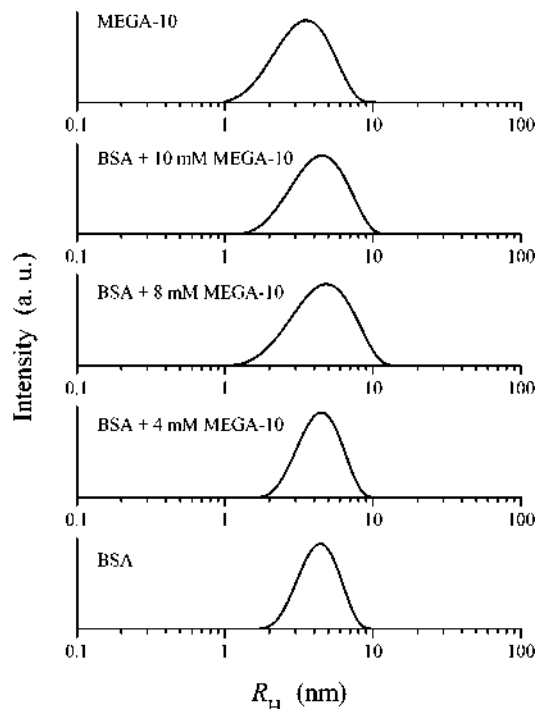 MEGA-10
0.1 1 10 100
BSA + 10 mM MEGA-10
0.1 1 10 100
BSA + 8 mM MEGA-10
0.1 1 10 100
BSA + 4 mM MEGA-10
0.1 1 10 100
BSA
0.1 1 10 100
Intensity (a. u.)
R_H (nm)